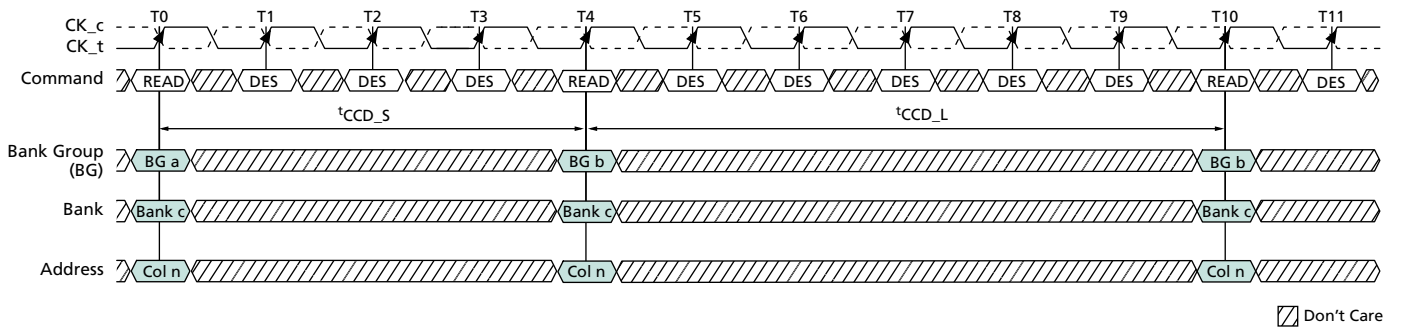 T0 T1 T2 T3 T4 T5 T6 T7 T8 T9 T10 T11
CK_c
CK_t
Command READ DES DES DES READ DES DES DES DES DES READ DES
tCCD_S tCCD_L
Bank Group
(BG) BG a BG b BG b
Bank Bank c Bank c Bank c
Address Col n Col n Col n
Don't Care